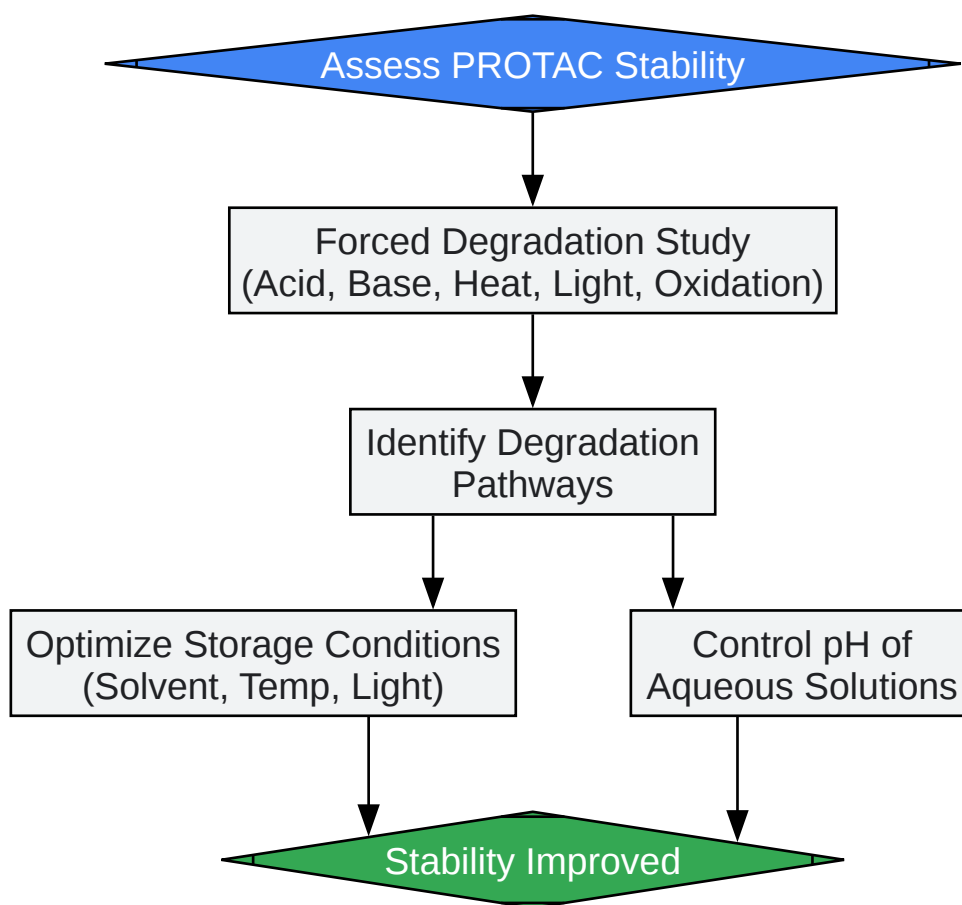 Assess PROTAC Stability
Forced Degradation Study
(Acid, Base, Heat, Light, Oxidation)
Identify Degradation
Pathways
Optimize Storage Conditions
(Solvent, Temp, Light)
Control pH of
Aqueous Solutions
Stability Improved